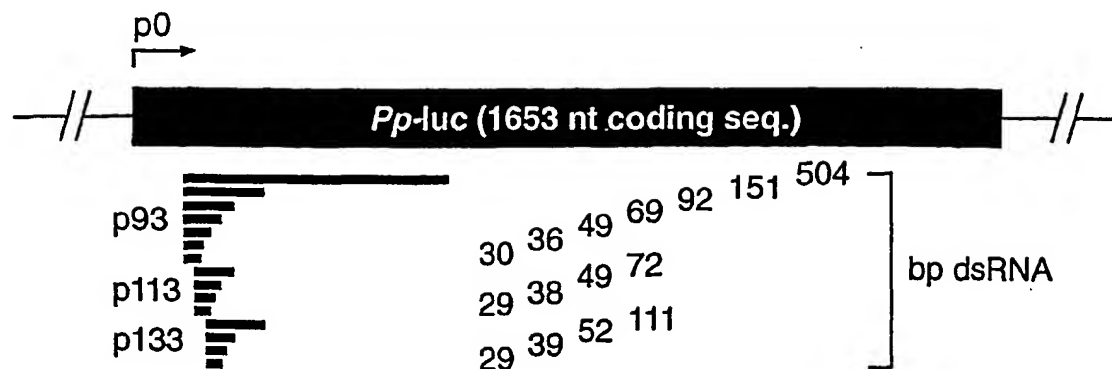 p0
Pp-luc (1653 nt coding seq.)
p93
30 36 49 69 92 151 504
p113
29 38 49 72
bp dsRNA
p133
29 39 52 111